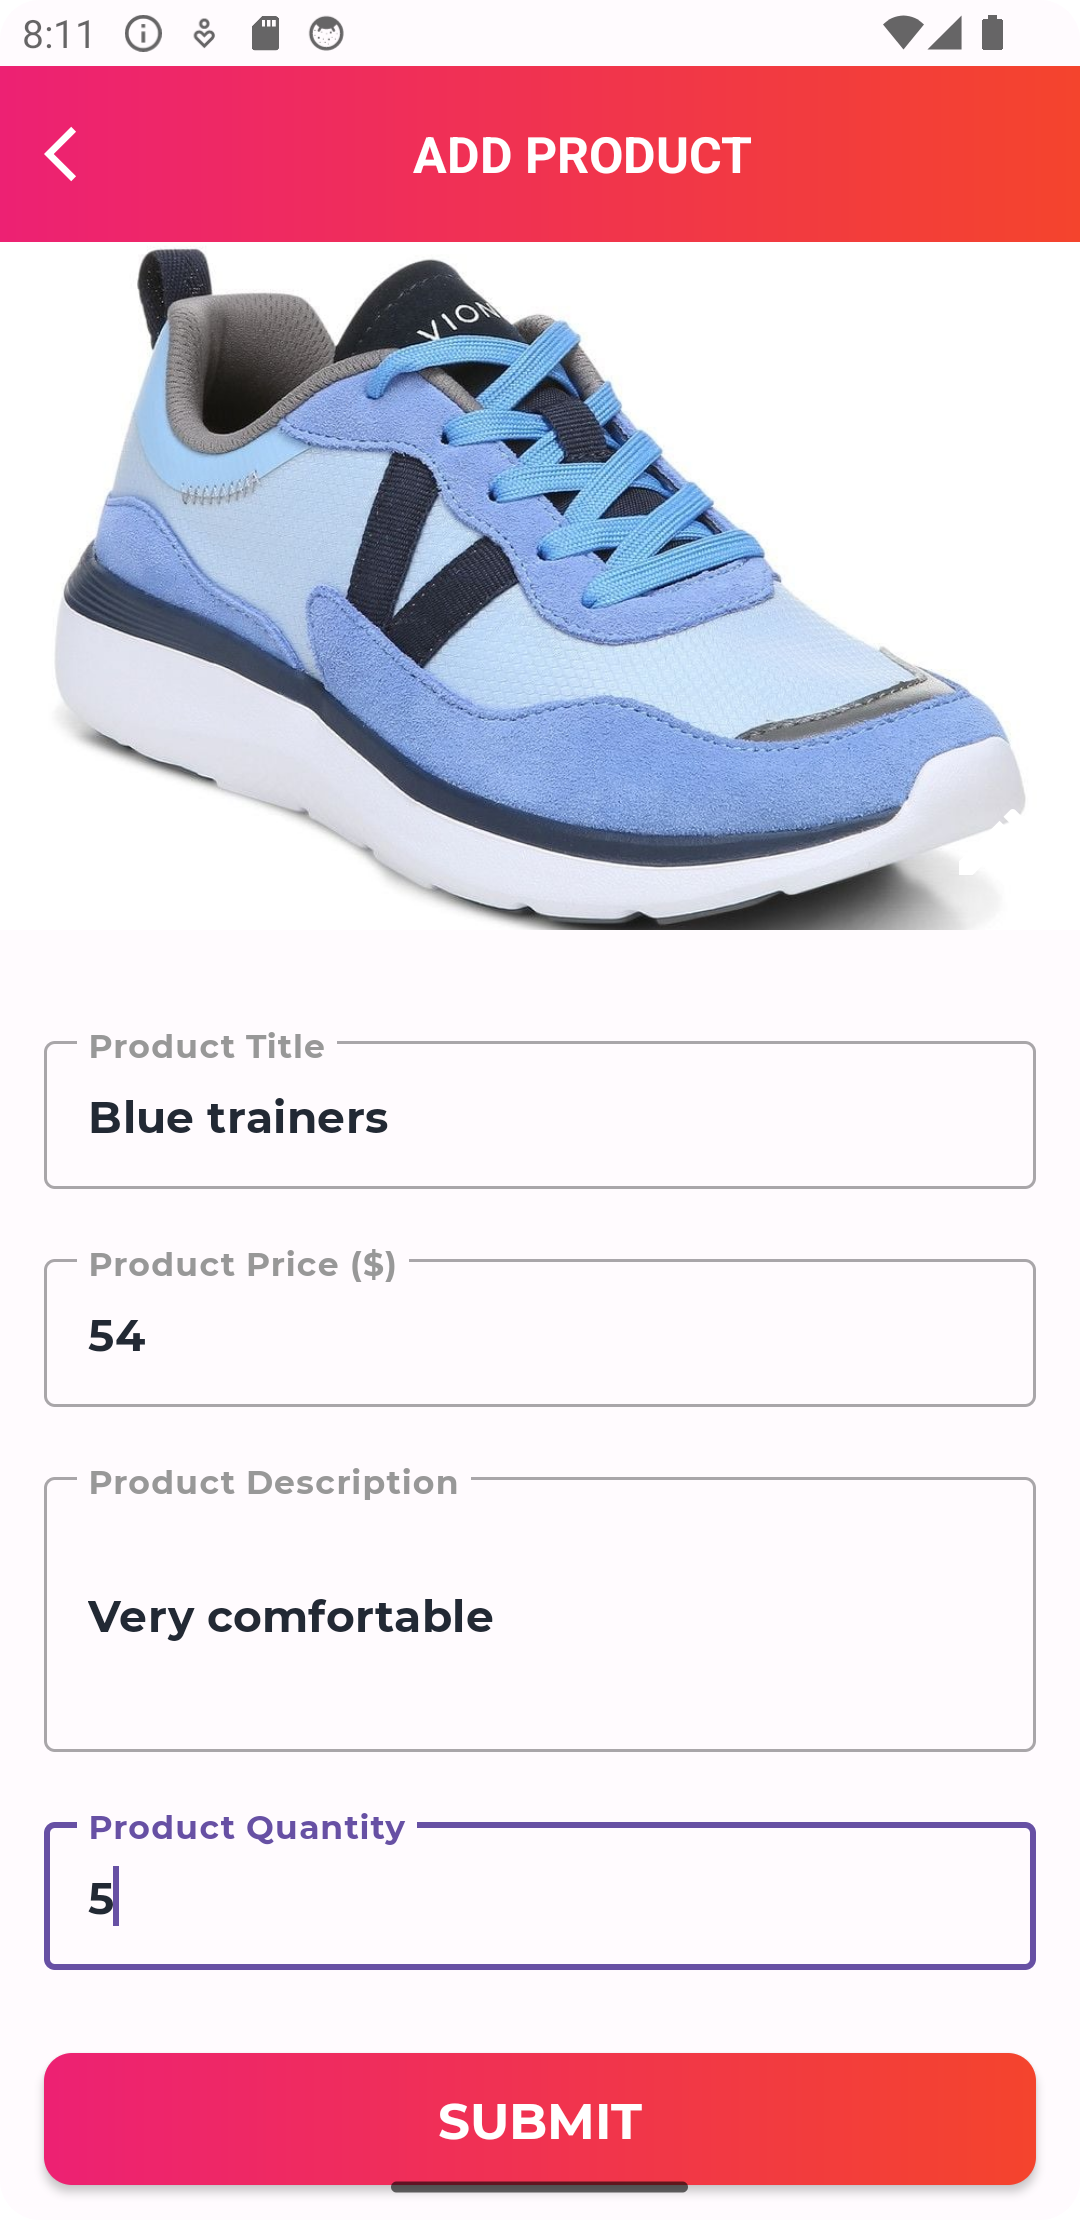 8:11
ADD PRODUCT
VION
Product Title
Blue trainers
Product Price ($)
54
Product Description
Very comfortable
Product Quantity
5
SUBMIT